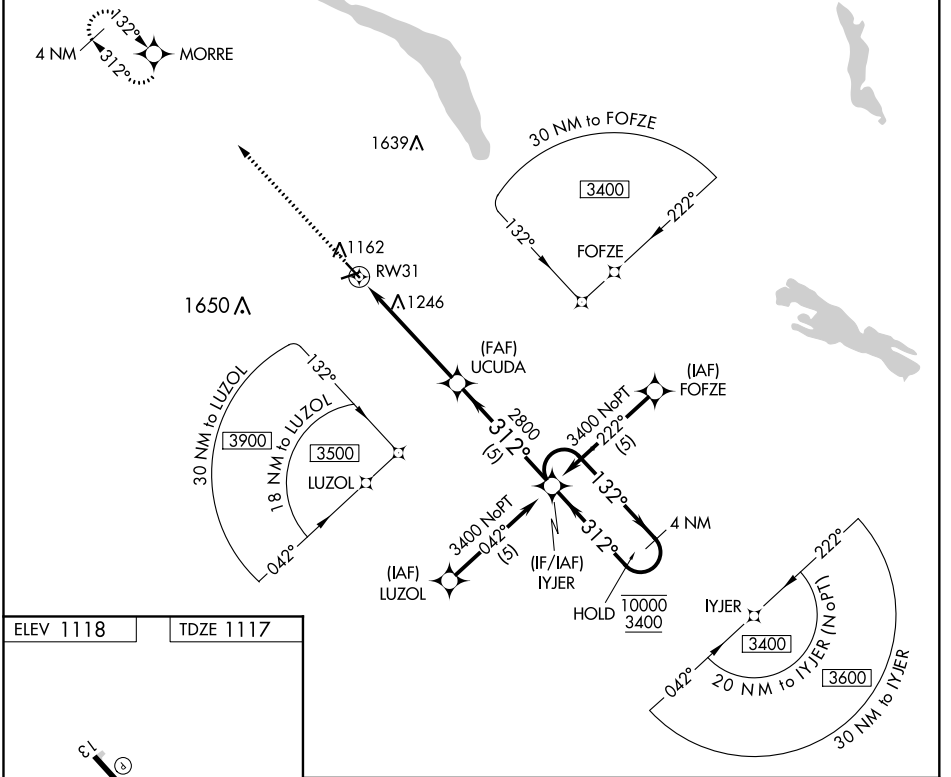 132°
4 NM
312°
MORRE
1639
30 NM to FOFZE
3400
132°
222°
FOFZE
1162
RW31
1650
1246
(FAF)
UCUDA
(IAF)
FOFZE
30 NM to LUZOL
132°
18 NM to LUZOL
3900
3500
LUZOL
042°
2800
312°
(5)
3400 NoPT
222°
(5)
132°
312°
4 NM
3400 NoPT
042°
(5)
(IAF)
LUZOL
(IF/IAF)
IYJER
HOLD
10000
3400
222°
IYJER
3400
042°
20 NM to IYJER (NoPT)
3600
30 NM to IYJER
ELEV 1118
TDZE 1117
13
P